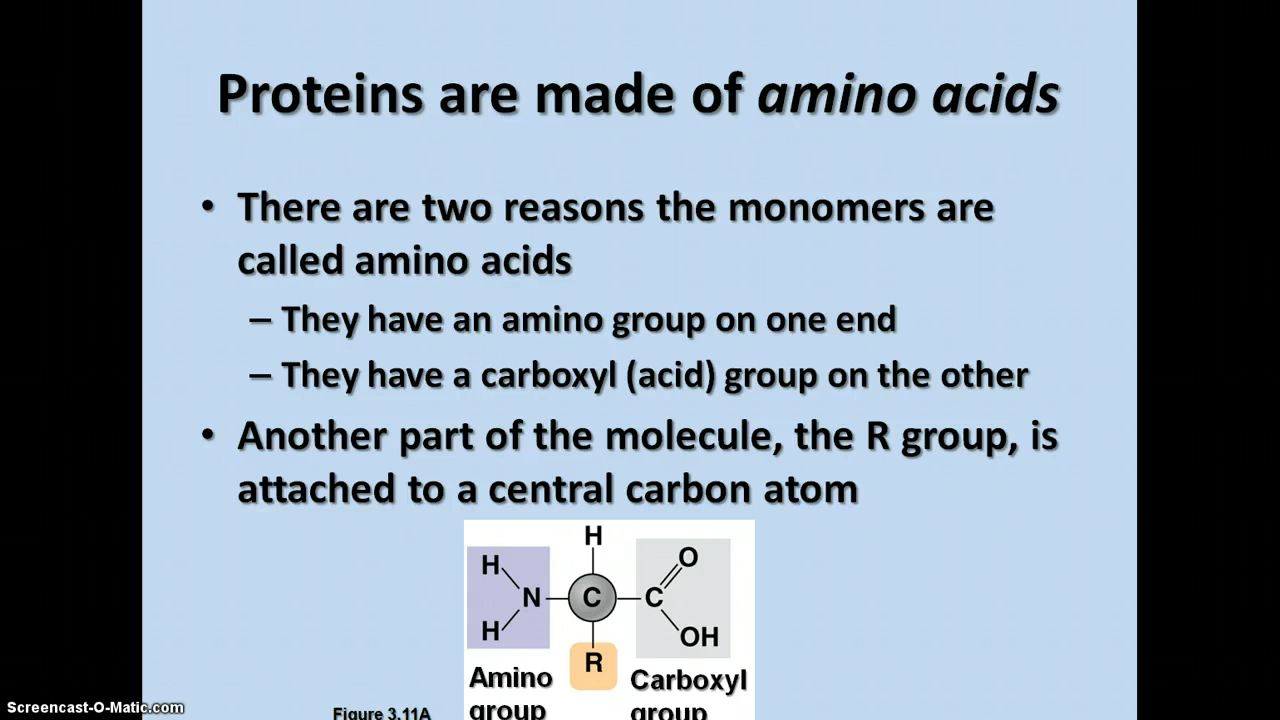 Proteins are made of amino acids
• There are two reasons the monomers are
called amino acids
– They have an amino group on one end
– They have a carboxyl (acid) group on the other
• Another part of the molecule, the R group, is
attached to a central carbon atom
H
H O
N C C
H OH
R
Amino Carboxyl
group group
Figure 3.11A
Screencast-O-Matic.com